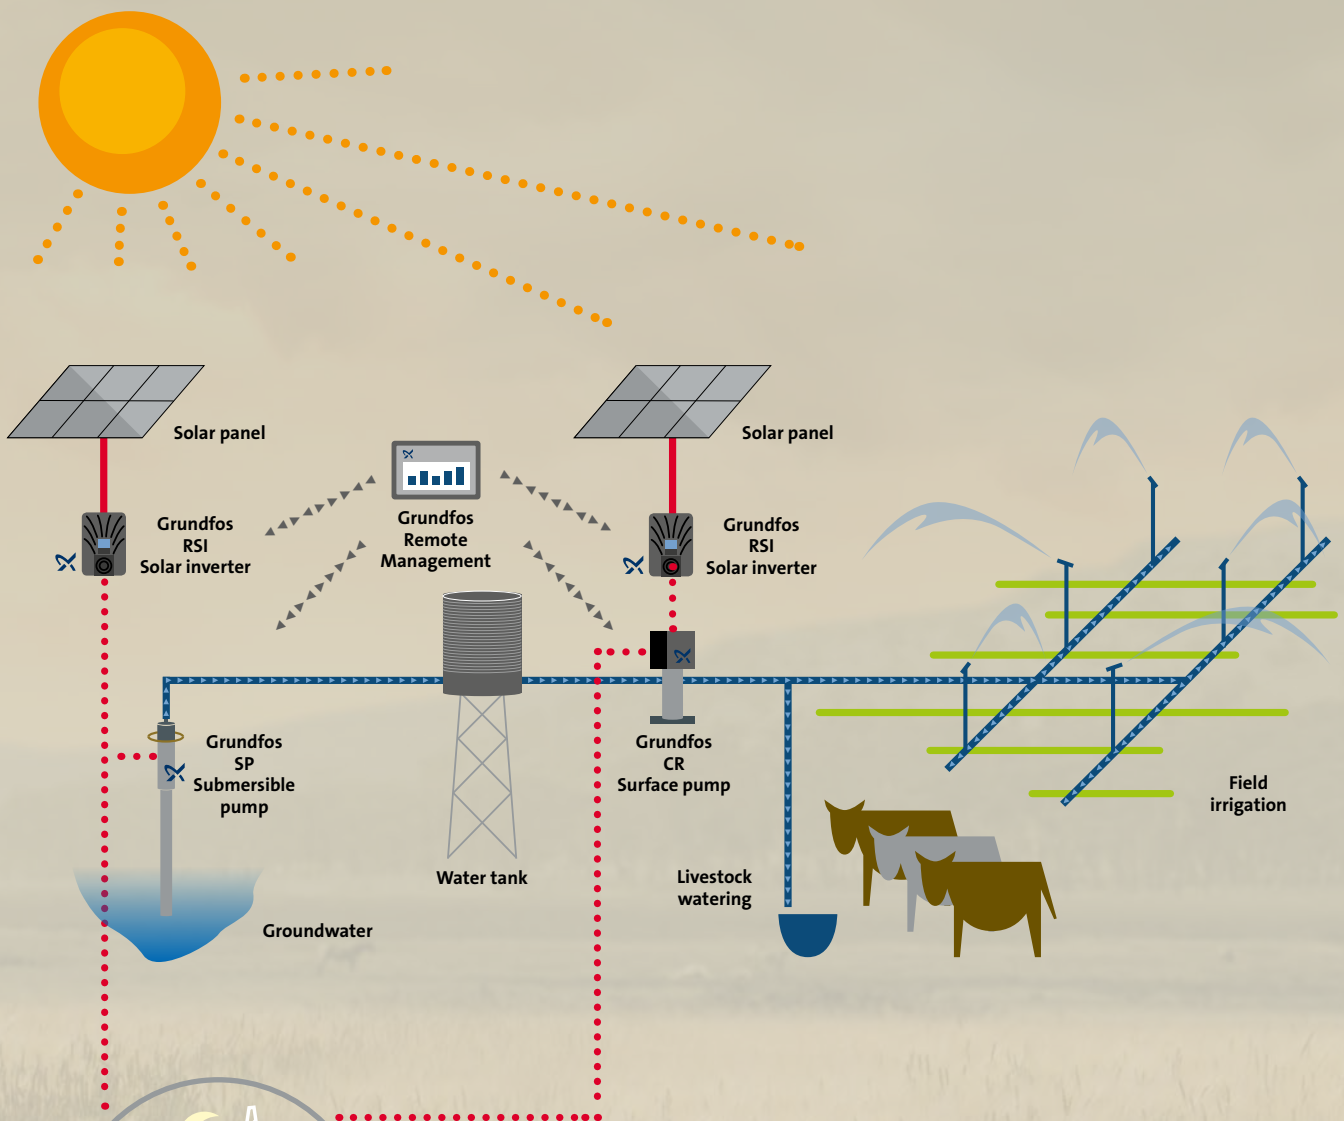 Solar panel
Solar panel
Grundfos
RSI
Solar inverter
Grundfos
Remote
Management
Grundfos
RSI
Solar inverter
Grundfos
SP
Submersible
pump
Water tank
Grundfos
CR
Surface pump
Field
irrigation
Livestock
watering
Groundwater